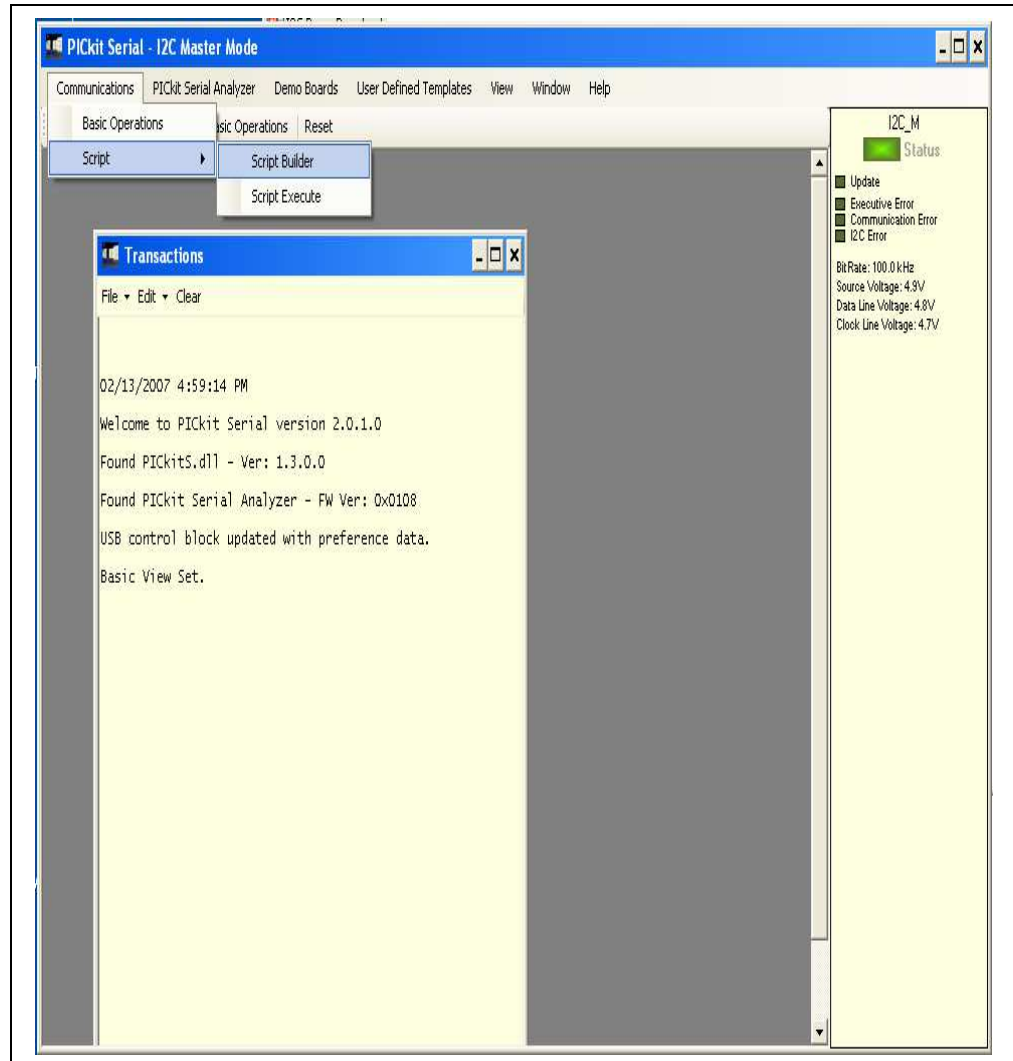 PICkit Serial - I2C Master Mode
Communications PICkit Serial Analyzer Demo Boards User Defined Templates View Window Help
Basic Operations
Basic Operations Reset
Script
Script Builder
Script Execute
Transactions
File Edit Clear
02/13/2007 4:59:14 PM
Welcome to PICkit Serial version 2.0.1.0
Found PICkitS.dll - Ver: 1.3.0.0
Found PICkit Serial Analyzer - FW Ver: 0x0108
USB control block updated with preference data.
Basic View Set.
I2C_M
Status
Update
Executive Error
Communication Error
I2C Error
BitRate: 100.0 kHz
Source Voltage: 4.9V
Data Line Voltage: 4.8V
Clock Line Voltage: 4.7V